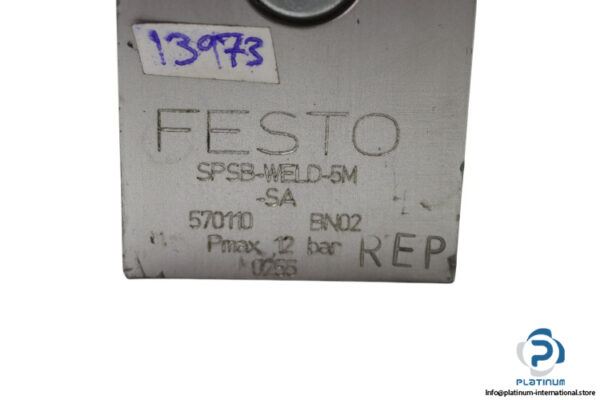 13973
FESTO
SPSB-WELD-5M
-SA
570110 BN02
Pmax 12 bar
0265
REP
PLATINUM
Info@platinum-international.store